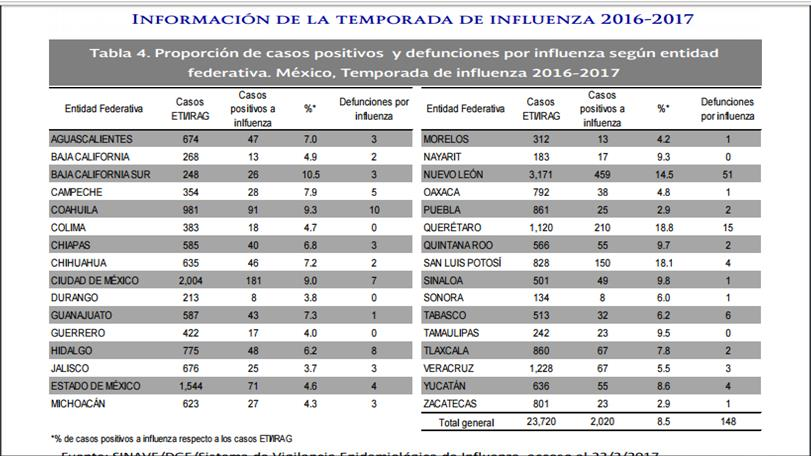 INFORMACIÓN DE LA TEMPORADA DE INFLUENZA 2016-2017
Tabla 4. Proporción de casos positivos y defunciones por influenza según entidad
federativa. México, Temporada de influenza 2016-2017
Entidad Federativa Casos ETI/IRAG Casos positivos a inlfuenza %* Defunciones por influenza
AGUASCALIENTES 674 47 7.0 3
BAJA CALIFORNIA 268 13 4.9 2
BAJA CALIFORNIA SUR 248 26 10.5 3
CAMPECHE 354 28 7.9 5
COAHUILA 981 91 9.3 10
COLIMA 383 18 4.7 0
CHIAPAS 585 40 6.8 3
CHIHUAHUA 635 46 7.2 2
CIUDAD DE MÉXICO 2,004 181 9.0 7
DURANGO 213 8 3.8 0
GUANAJUATO 587 43 7.3 1
GUERRERO 422 17 4.0 0
HIDALGO 775 48 6.2 8
JALISCO 676 25 3.7 3
ESTADO DE MÉXICO 1,544 71 4.6 4
MICHOACÁN 623 27 4.3 3
Entidad Federativa Casos ETI/IRAG Casos positivos a inlfuenza %* Defunciones por influenza
MORELOS 312 13 4.2 1
NAYARIT 183 17 9.3 0
NUEVO LEÓN 3,171 459 14.5 51
OAXACA 792 38 4.8 1
PUEBLA 861 25 2.9 2
QUERÉTARO 1,120 210 18.8 15
QUINTANA ROO 566 55 9.7 2
SAN LUIS POTOSÍ 828 150 18.1 4
SINALOA 501 49 9.8 1
SONORA 134 8 6.0 1
TABASCO 513 32 6.2 6
TAMAULIPAS 242 23 9.5 0
TLAXCALA 860 67 7.8 2
VERACRUZ 1,228 67 5.5 3
YUCATÁN 636 55 8.6 4
ZACATECAS 801 23 2.9 1
Total general 23,720 2,020 8.5 148
*% de casos positivos a influenza respecto a los casos ETI/IRAG
Fuente: SINAVE/DGE/Sistema de Vigilancia Epidemiológica de Influenza, acceso al 23/2/2017